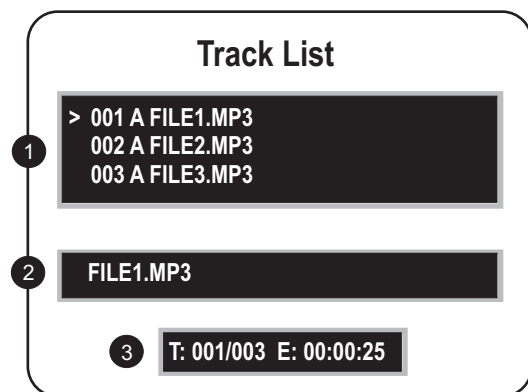 Track List
1
> 001 A FILE1.MP3
002 A FILE2.MP3
003 A FILE3.MP3
2
FILE1.MP3
3
T: 001/003 E: 00:00:25